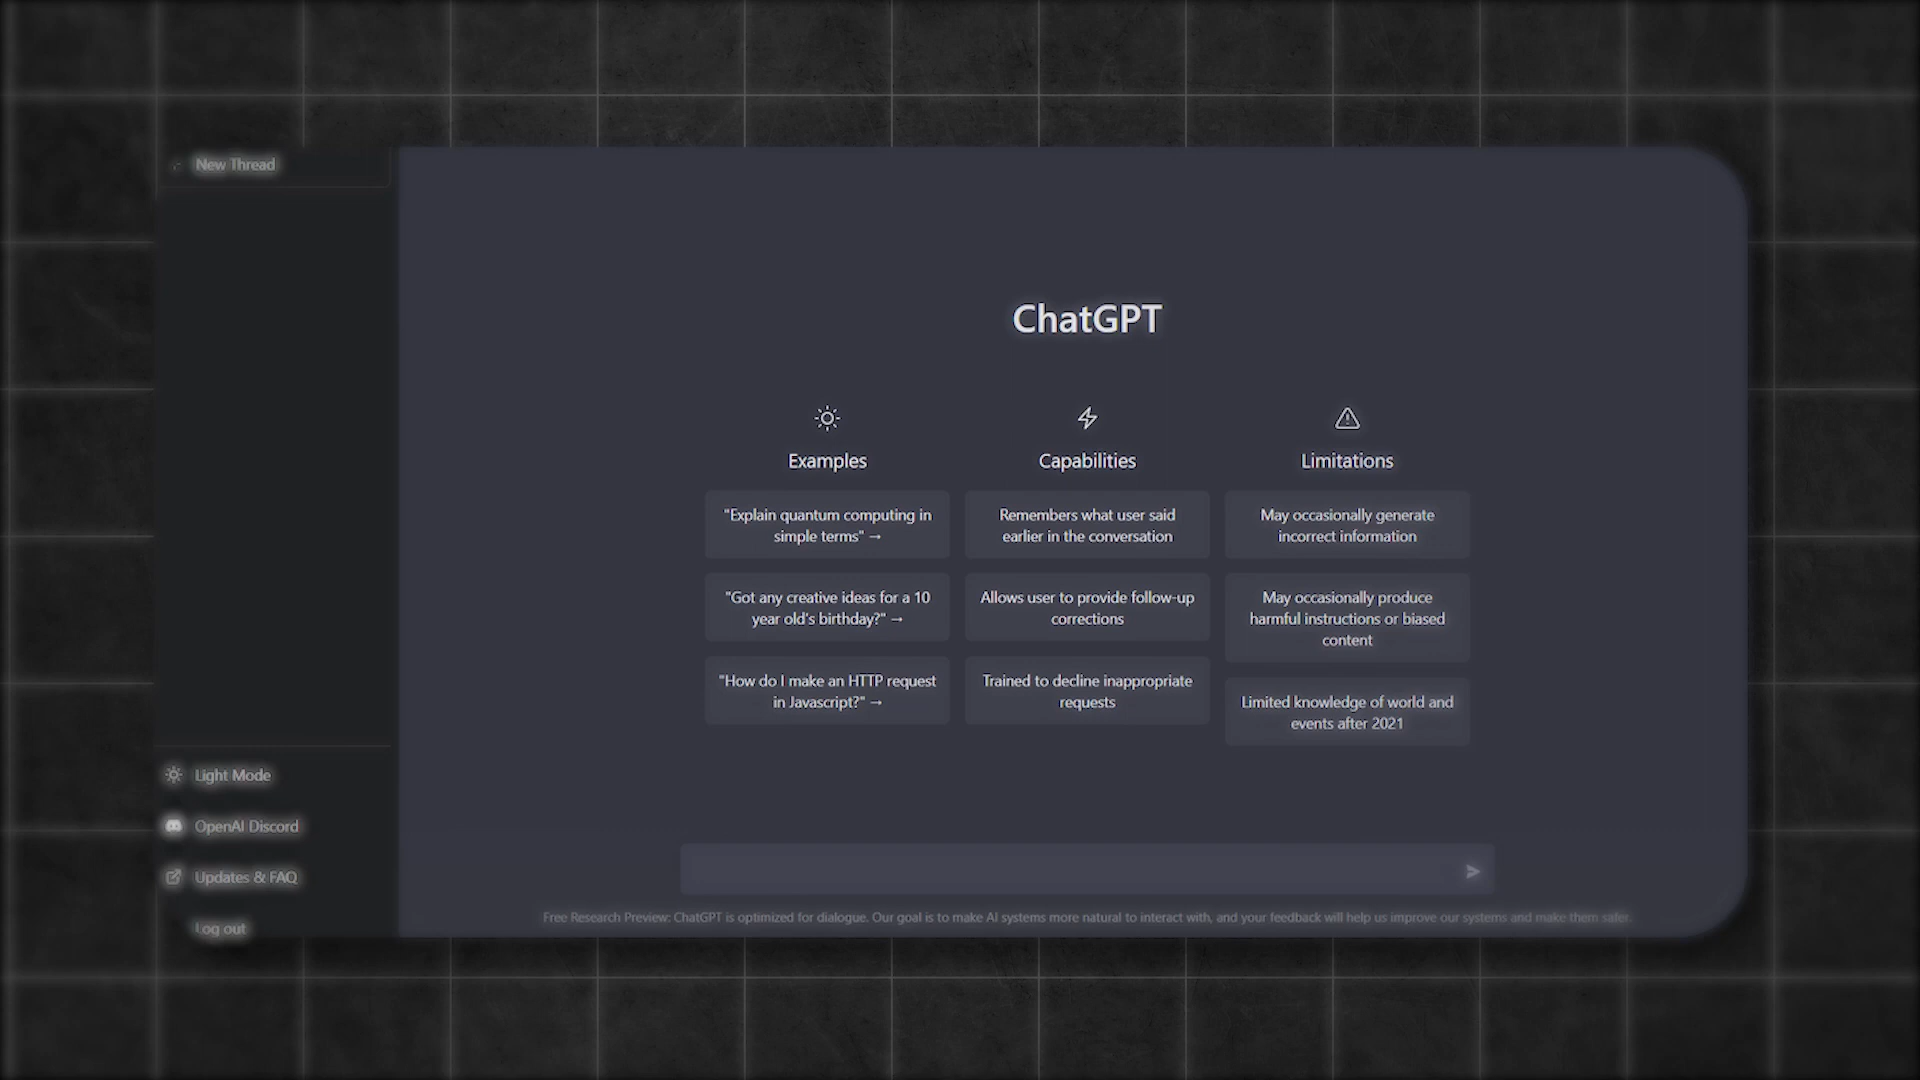 New Thread
ChatGPT
Examples
"Explain quantum computing in
simple terms" →
"Got any creative ideas for a 10
year old's birthday?" →
"How do I make an HTTP request
in Javascript?" →
Capabilities
Remembers what user said
earlier in the conversation
Allows user to provide follow-up
corrections
Trained to decline inappropriate
requests
Limitations
May occasionally generate
incorrect information
May occasionally produce
harmful instructions or biased
content
Limited knowledge of world and
events after 2021
Light Mode
OpenAI Discord
Updates & FAQ
Log out
Free Research Preview: ChatGPT is optimized for dialogue. Our goal is to make AI systems more natural to interact with, and your feedback will help us improve our systems and make them safer.